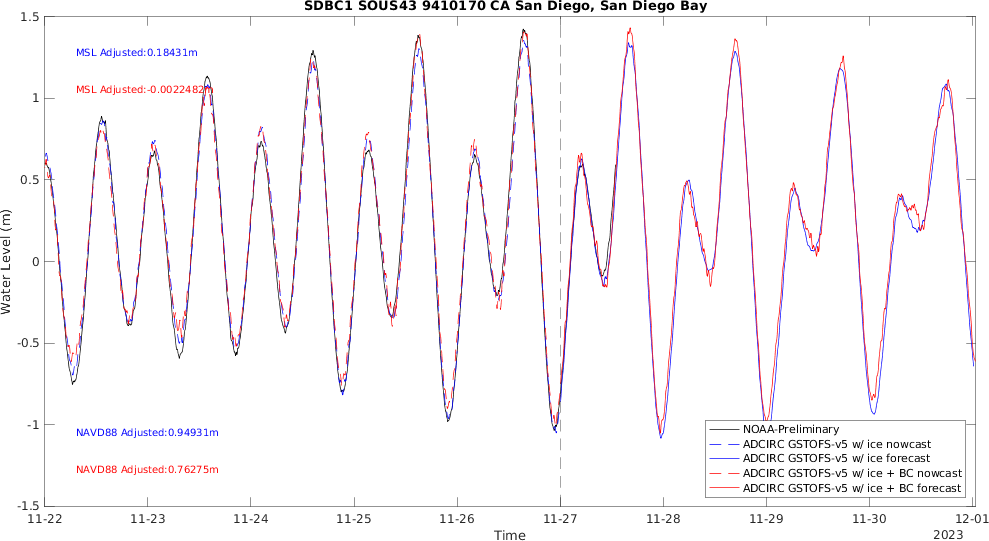 SDBC1 SOUS43 9410170 CA San Diego, San Diego Bay
1.5
1
0.5
0
-0.5
-1
-1.5
Water Level (m)
MSL Adjusted:0.18431m
MSL Adjusted:-0.0022482m
NAVD88 Adjusted:0.94931m
NAVD88 Adjusted:0.76275m
NOAA-Preliminary
ADCIRC GSTOFS-v5 w/ ice nowcast
ADCIRC GSTOFS-v5 w/ ice forecast
ADCIRC GSTOFS-v5 w/ ice + BC nowcast
ADCIRC GSTOFS-v5 w/ ice + BC forecast
11-22 11-23 11-24 11-25 11-26 11-27 11-28 11-29 11-30 12-01
Time
2023